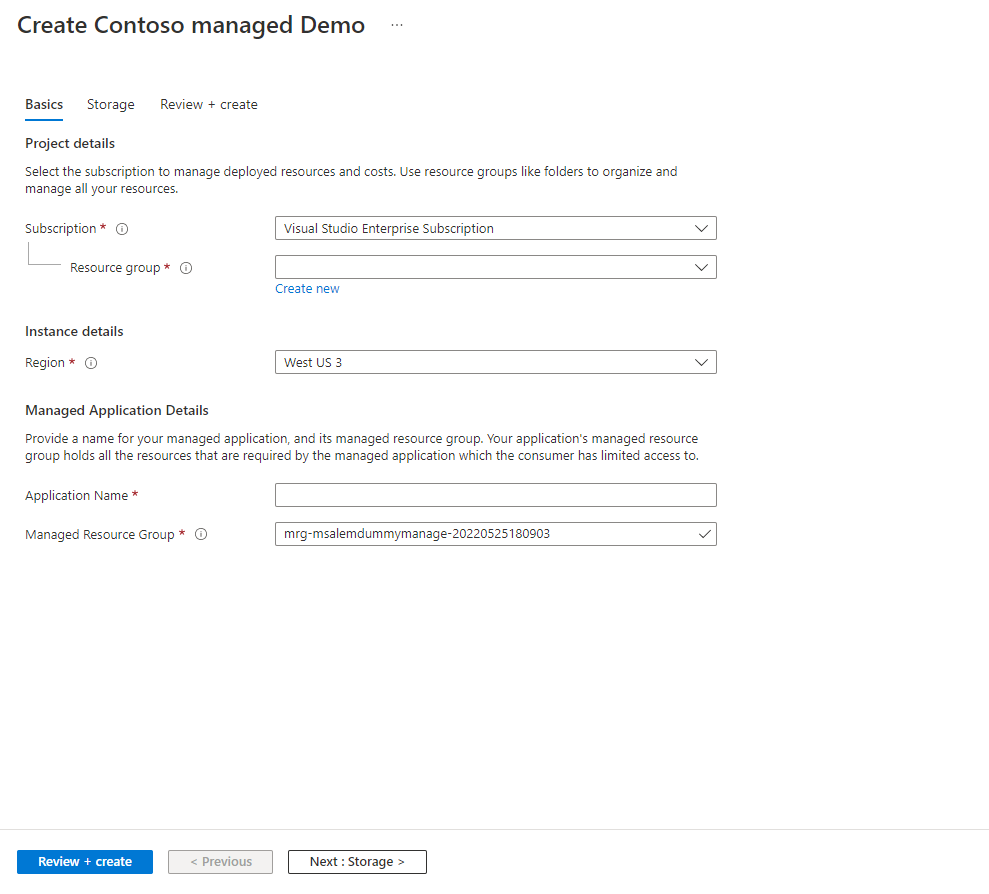 Create Contoso managed Demo ...
Basics Storage Review + create
Project details
Select the subscription to manage deployed resources and costs. Use resource groups like folders to organize and
manage all your resources.
Subscription * Visual Studio Enterprise Subscription
Resource group *
Create new
Instance details
Region * West US 3
Managed Application Details
Provide a name for your managed application, and its managed resource group. Your application's managed resource
group holds all the resources that are required by the managed application which the consumer has limited access to.
Application Name *
Managed Resource Group * mrg-msalemdummymanage-20220525180903
Review + create < Previous Next : Storage >